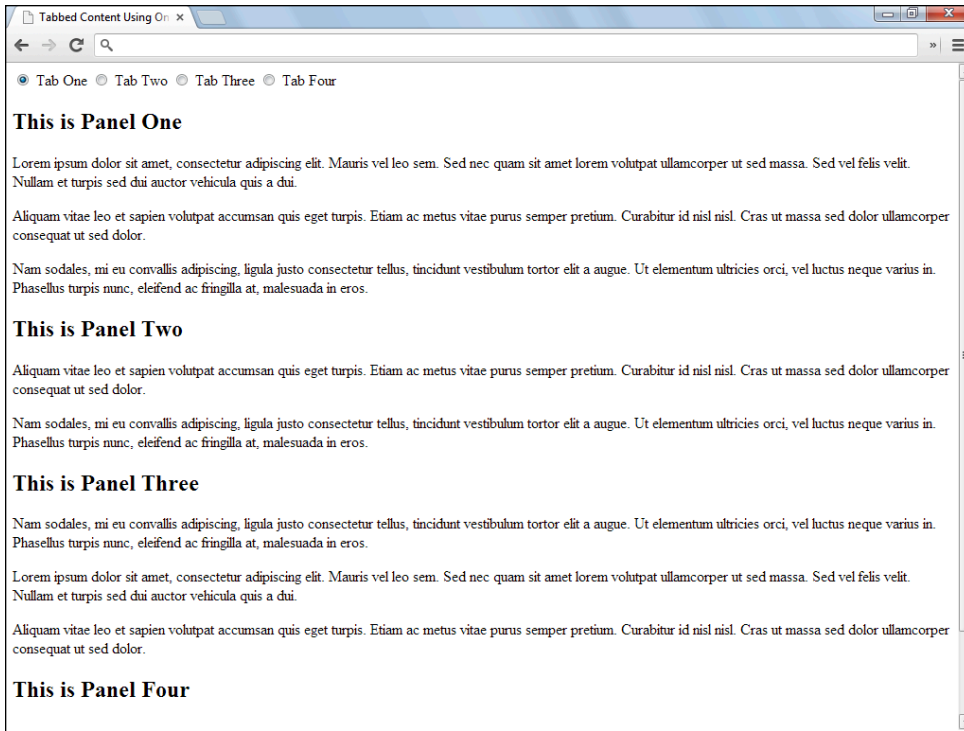 Tabbed Content Using On
Tab One Tab Two Tab Three Tab Four
This is Panel One
Lorem ipsum dolor sit amet, consectetur adipiscing elit. Mauris vel leo sem. Sed nec quam sit amet lorem volutpat ullamcorper ut sed massa. Sed vel felis velit.
Nullam et turpis sed dui auctor vehicula quis a dui.
Aliquam vitae leo et sapien volutpat accumsan quis eget turpis. Etiam ac metus vitae purus semper pretium. Curabitur id nisl nisl. Cras ut massa sed dolor ullamcorper
consequat ut sed dolor.
Nam sodales, mi eu convallis adipiscing, ligula justo consectetur tellus, tincidunt vestibulum tortor elit a augue. Ut elementum ultricies orci, vel luctus neque varius in.
Phasellus turpis nunc, eleifend ac fringilla at, malesuada in eros.
This is Panel Two
Aliquam vitae leo et sapien volutpat accumsan quis eget turpis. Etiam ac metus vitae purus semper pretium. Curabitur id nisl nisl. Cras ut massa sed dolor ullamcorper
consequat ut sed dolor.
Nam sodales, mi eu convallis adipiscing, ligula justo consectetur tellus, tincidunt vestibulum tortor elit a augue. Ut elementum ultricies orci, vel luctus neque varius in.
Phasellus turpis nunc, eleifend ac fringilla at, malesuada in eros.
This is Panel Three
Nam sodales, mi eu convallis adipiscing, ligula justo consectetur tellus, tincidunt vestibulum tortor elit a augue. Ut elementum ultricies orci, vel luctus neque varius in.
Phasellus turpis nunc, eleifend ac fringilla at, malesuada in eros.
Lorem ipsum dolor sit amet, consectetur adipiscing elit. Mauris vel leo sem. Sed nec quam sit amet lorem volutpat ullamcorper ut sed massa. Sed vel felis velit.
Nullam et turpis sed dui auctor vehicula quis a dui.
Aliquam vitae leo et sapien volutpat accumsan quis eget turpis. Etiam ac metus vitae purus semper pretium. Curabitur id nisl nisl. Cras ut massa sed dolor ullamcorper
consequat ut sed dolor.
This is Panel Four